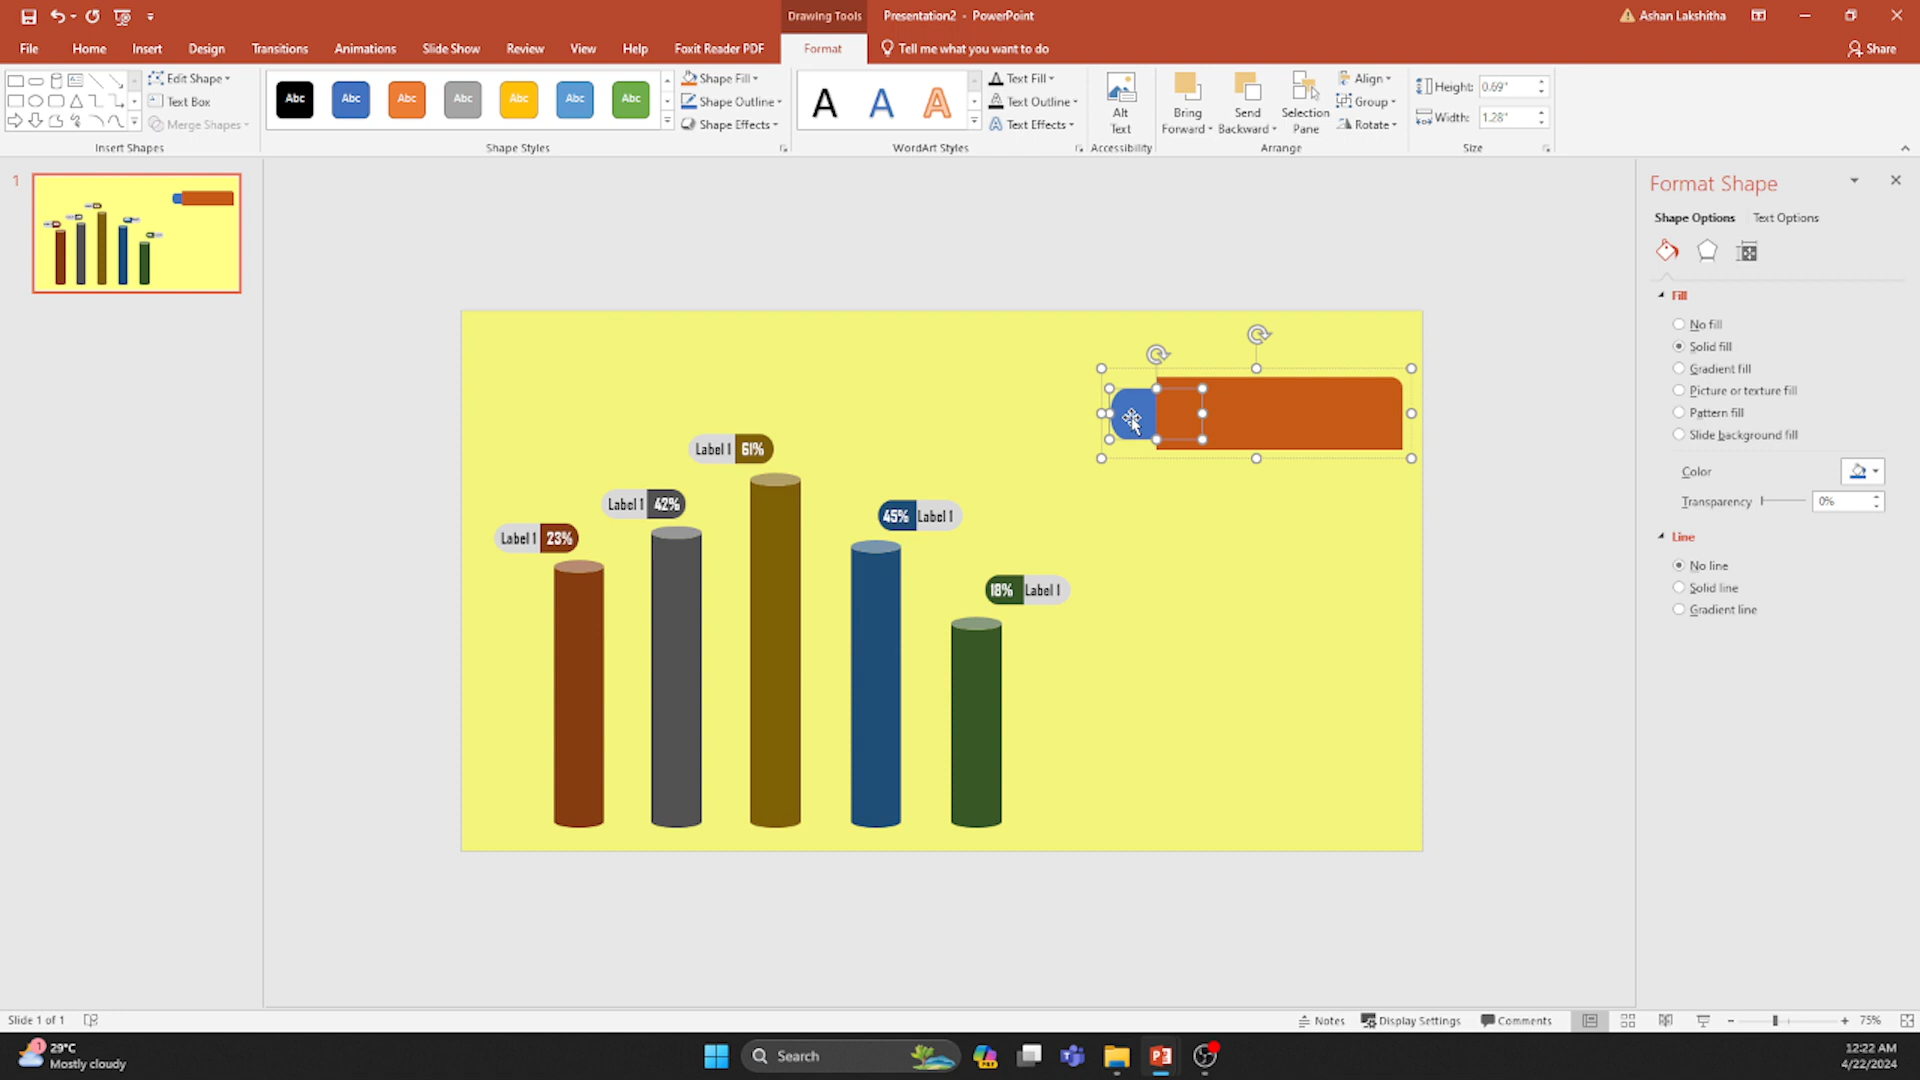 Drawing Tools
Presentation2 - PowerPoint
Ashan Lakshitha
File
Home
Insert
Design
Transitions
Animations
Slide Show
Review
View
Help
Foxit Reader PDF
Format
Tell me what you want to do
Share
Edit Shape
Text Box
Merge Shapes
Insert Shapes
Abc
Abc
Abc
Abc
Abc
Abc
Abc
Shape Fill
Shape Outline
Shape Effects
Shape Styles
A
A
A
Text Fill
Text Outline
Text Effects
WordArt Styles
Alt
Text
Accessibility
Bring
Forward
Send
Backward
Selection
Pane
Align
Group
Rotate
Arrange
Height: 0.69"
Width: 1.28"
Size
1
Format Shape
Shape Options
Text Options
Fill
No fill
Solid fill
Gradient fill
Picture or texture fill
Pattern fill
Slide background fill
Color
Transparency
0%
Line
No line
Solid line
Gradient line
Label 1 61%
Label 1 42%
Label 1 23%
45% Label 1
18% Label 1
Slide 1 of 1
Notes
Display Settings
Comments
75%
29°C
Mostly cloudy
Search
12:22 AM
4/22/2024